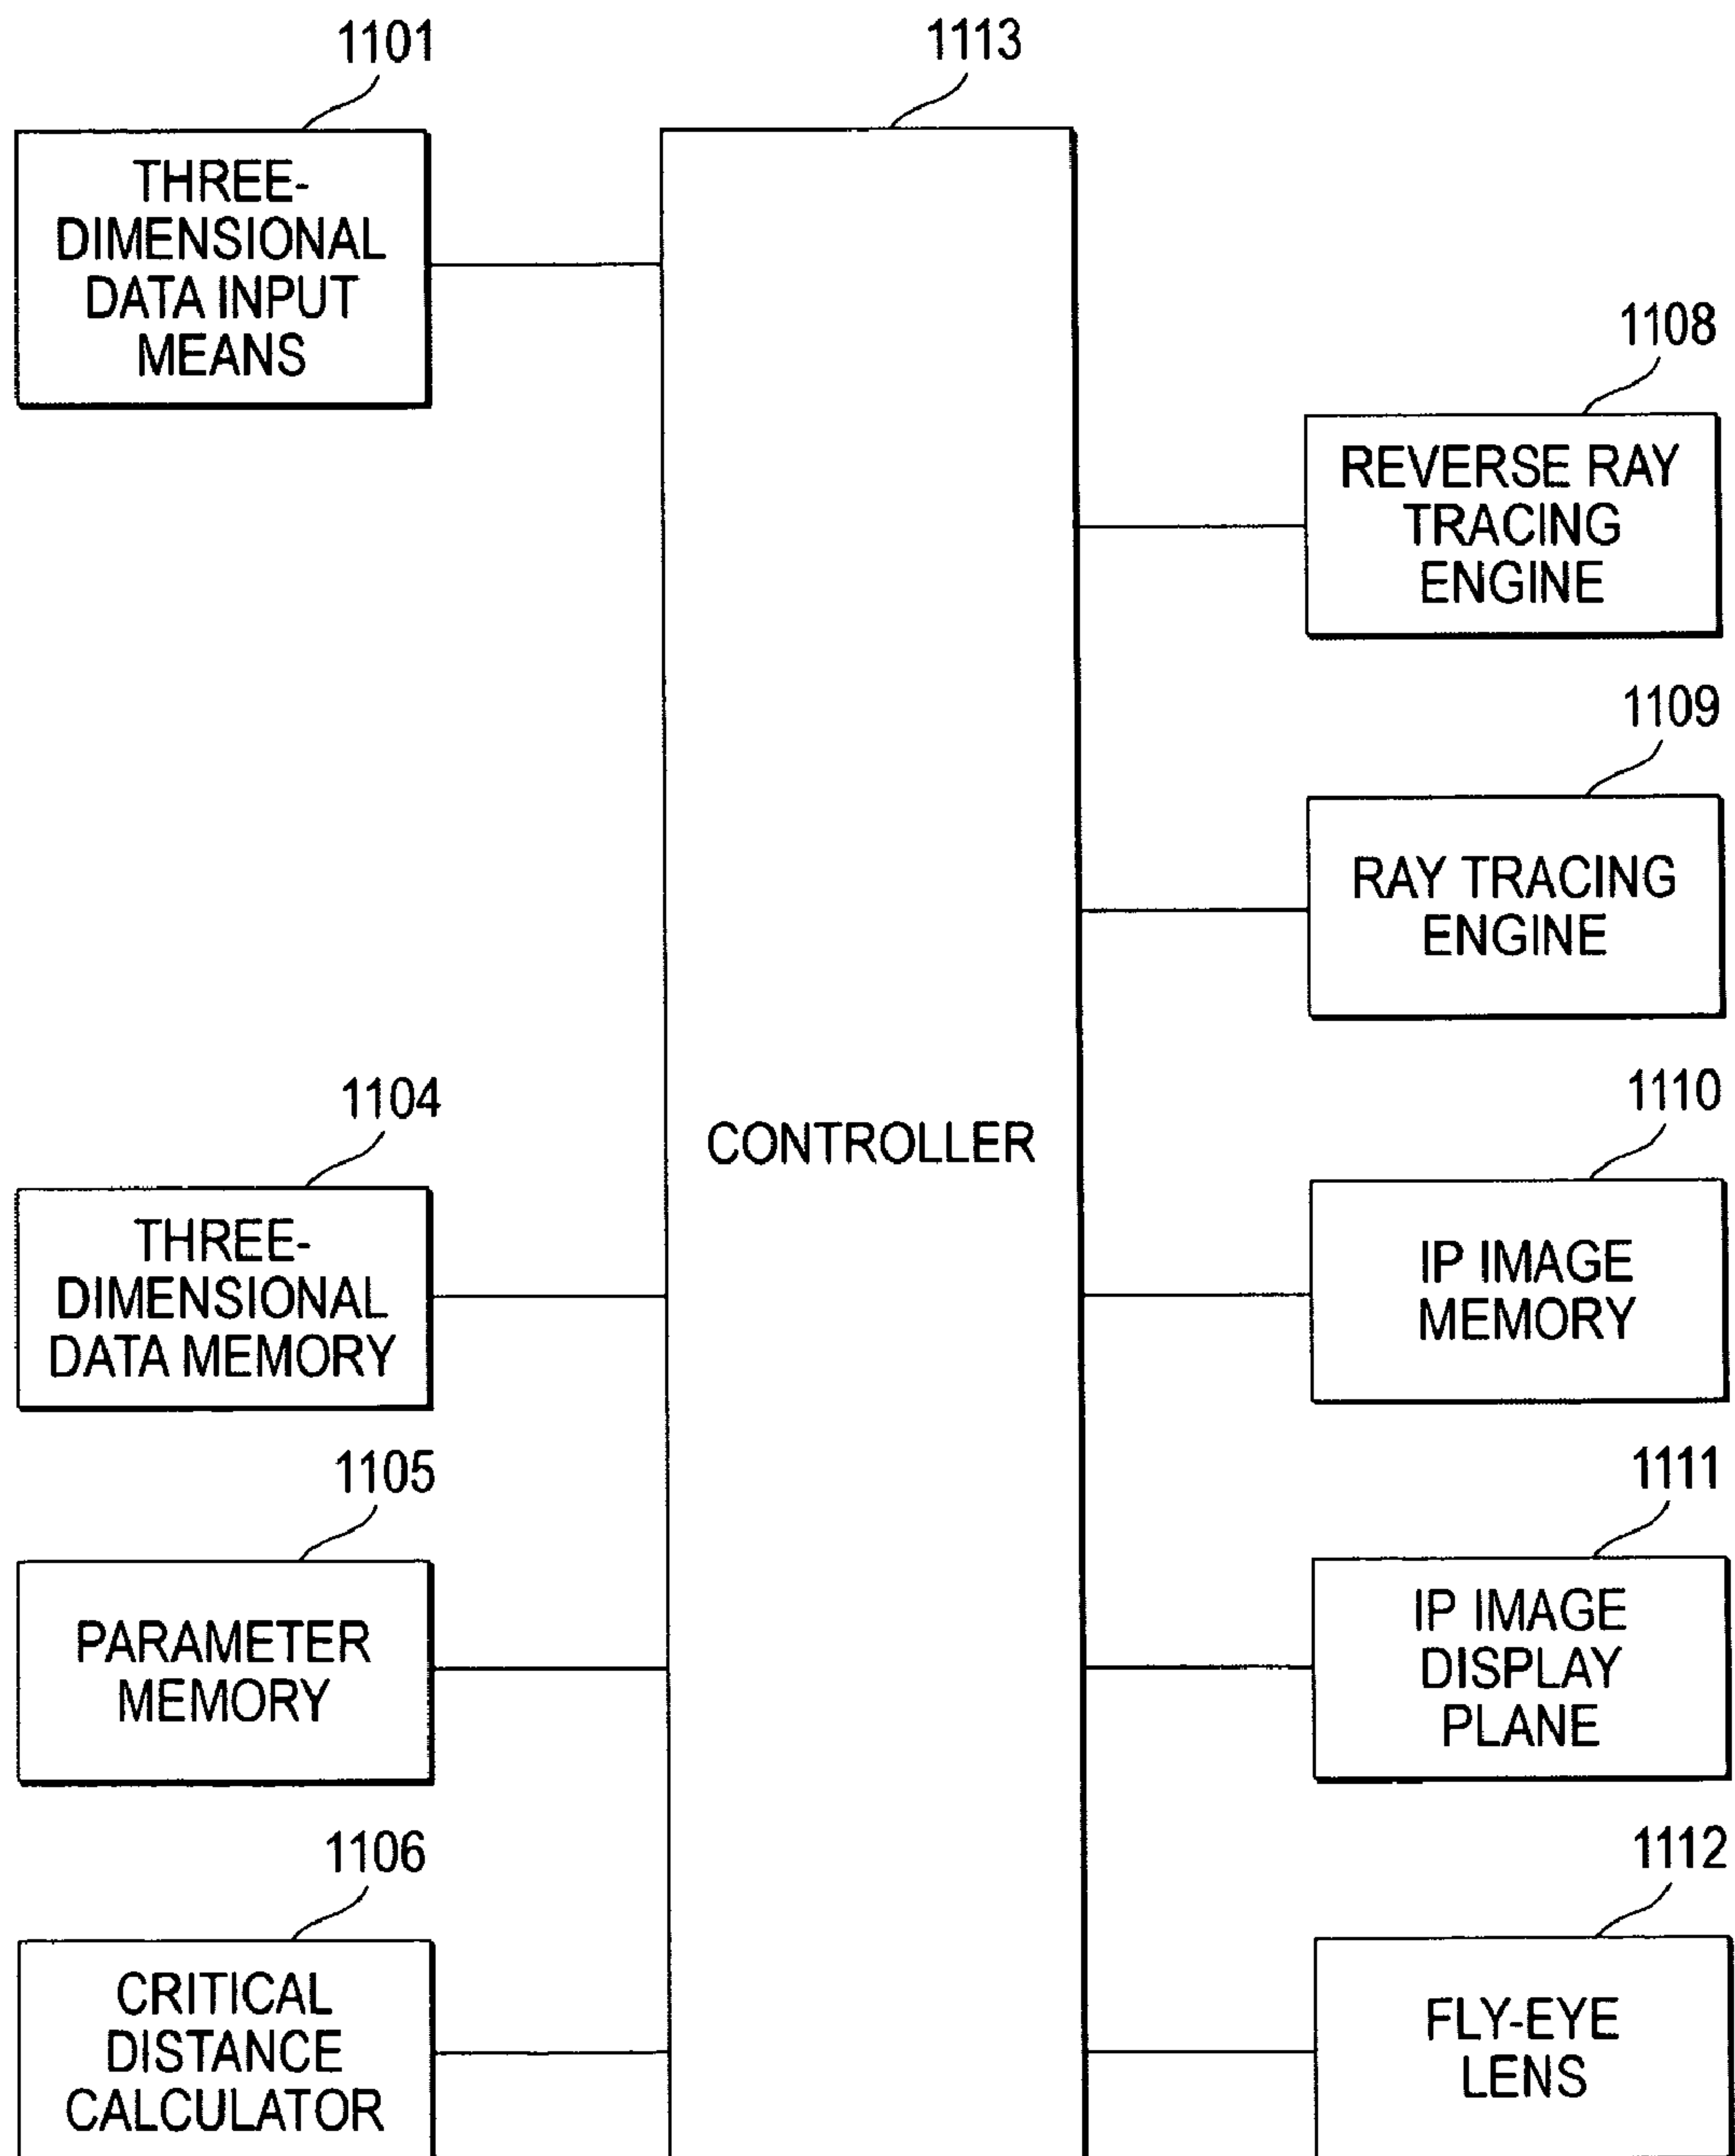 1101
THREE-
DIMENSIONAL
DATA INPUT
MEANS
1113
CONTROLLER
1104
THREE-
DIMENSIONAL
DATA MEMORY
1105
PARAMETER
MEMORY
1106
CRITICAL
DISTANCE
CALCULATOR
1108
REVERSE RAY
TRACING
ENGINE
1109
RAY TRACING
ENGINE
1110
IP IMAGE
MEMORY
1111
IP IMAGE
DISPLAY
PLANE
1112
FLY-EYE
LENS